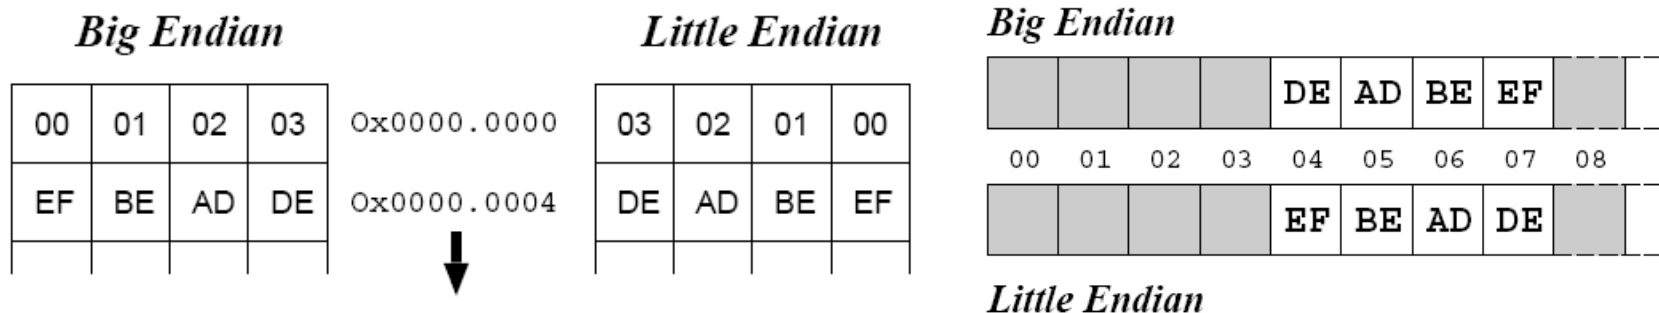 Big Endian
00 01 02 03
EF BE AD DE
0x0000.0000
0x0000.0004
Little Endian
03 02 01 00
DE AD BE EF
Big Endian
DE AD BE EF
00 01 02 03 04 05 06 07 08
EF BE AD DE
Little Endian